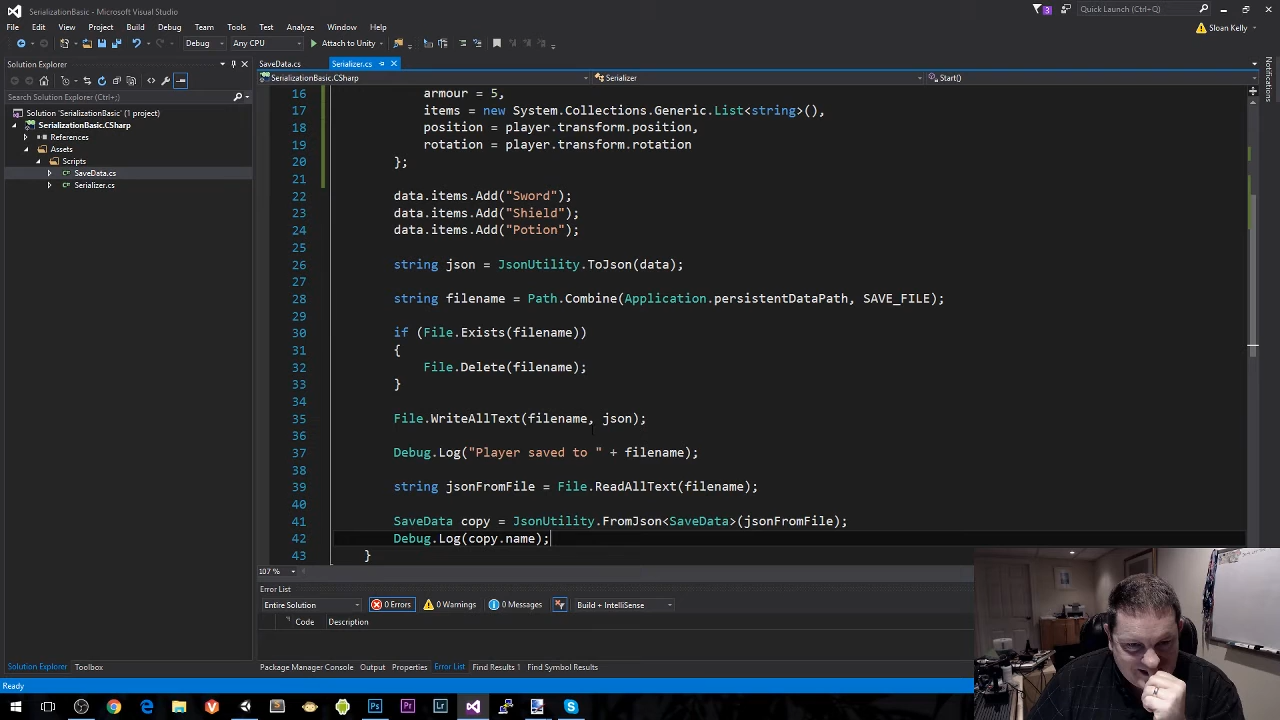 SerializationBasic - Microsoft Visual Studio
3
Quick Launch (Ctrl+Q)
File Edit View Project Build Debug Team Tools Architecture Test Analyze Window Help
Sloan Kelly
Debug Any CPU Attach to Unity
Solution Explorer
SaveData.cs Serializer.cs
SerializationBasic.CSharp Serializer Start()
Search Solution Explorer (Ctrl+;)
Solution 'SerializationBasic' (1 project)
SerializationBasic.CSharp
References
Assets
Scripts
SaveData.cs
Serializer.cs
Notifications
16 armour = 5,
17 items = new System.Collections.Generic.List<string>(),
18 position = player.transform.position,
19 rotation = player.transform.rotation
20 };
21
22 data.items.Add("Sword");
23 data.items.Add("Shield");
24 data.items.Add("Potion");
25
26 string json = JsonUtility.ToJson(data);
27
28 string filename = Path.Combine(Application.persistentDataPath, SAVE_FILE);
29
30 if (File.Exists(filename))
31 {
32 File.Delete(filename);
33 }
34
35 File.WriteAllText(filename, json);
36
37 Debug.Log("Player saved to " + filename);
38
39 string jsonFromFile = File.ReadAllText(filename);
40
41 SaveData copy = JsonUtility.FromJson<SaveData>(jsonFromFile);
42 Debug.Log(copy.name);
43 }
107 %
Error List
Entire Solution 0 Errors 0 Warnings 0 Messages Build + IntelliSense
Code Description
Solution Explorer Toolbox
Package Manager Console Output Properties Error List Find Results 1 Find Symbol Results
Ready